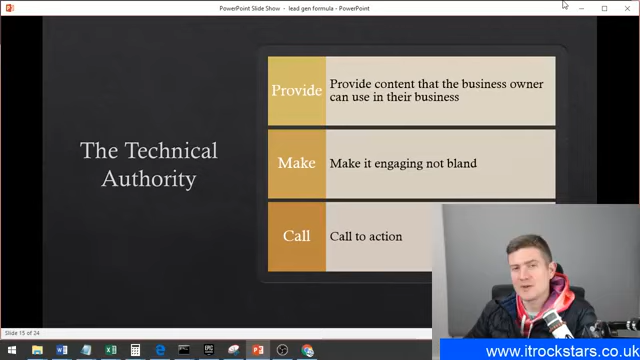 PowerPoint Slide Show - lead gen formula - PowerPoint
The Technical
Authority
Provide
Provide content that the business owner
can use in their business
Make
Make it engaging not bland
Call
Call to action
Slide 15 of 24
www.itrockstars.co.uk